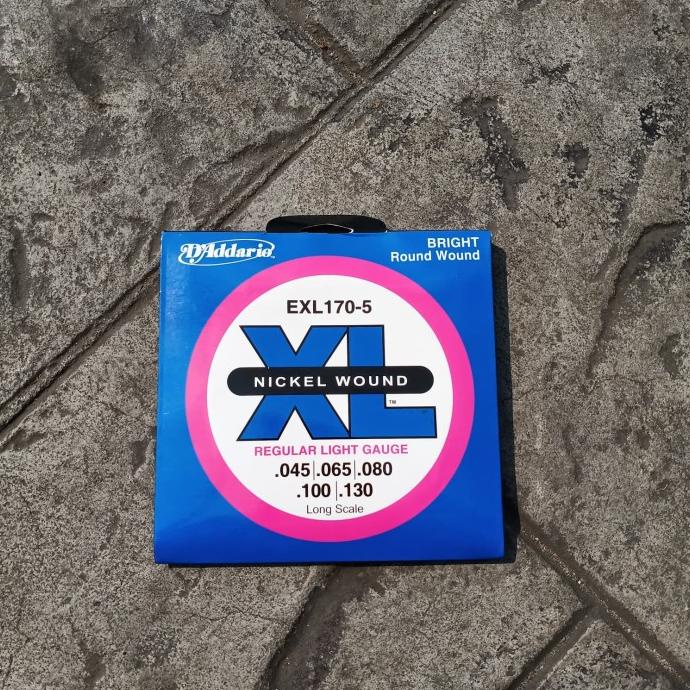 D'Addario
BRIGHT
Round Wound
EXL170-5
XL
NICKEL WOUND
TM
REGULAR LIGHT GAUGE
.045|.065|.080
.100|.130
Long Scale